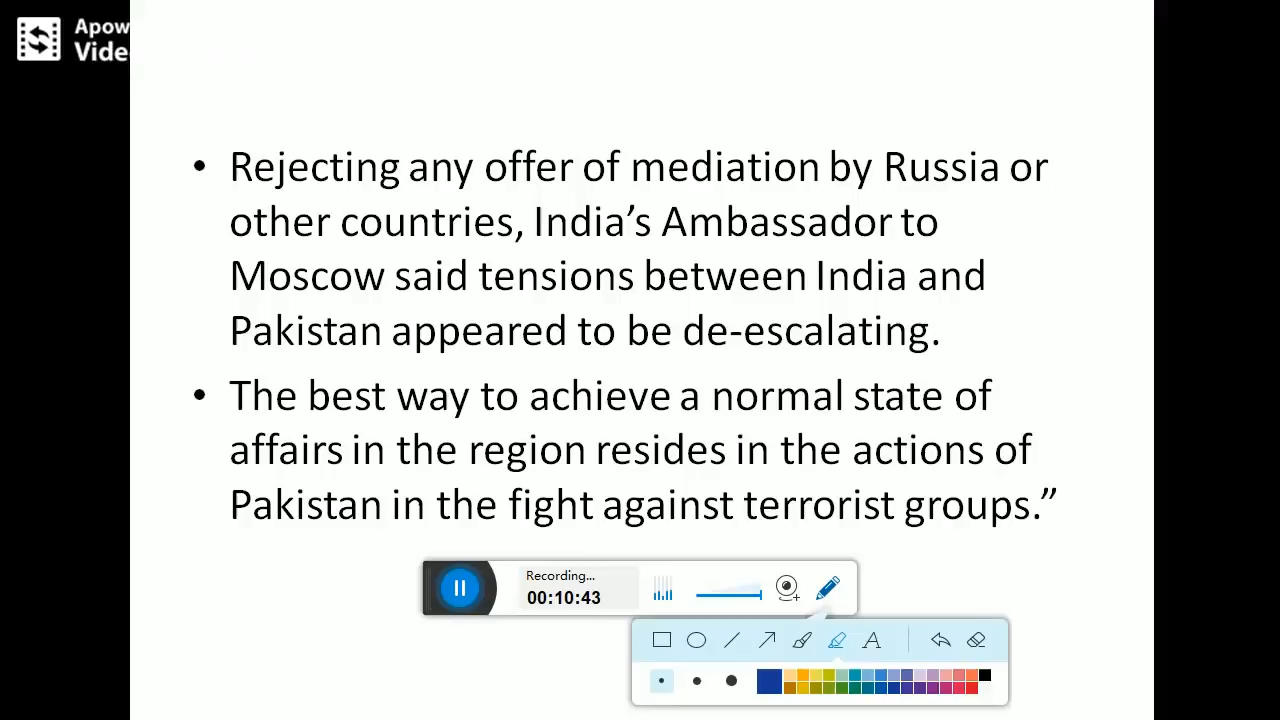 Apow
Vide
• Rejecting any offer of mediation by Russia or
other countries, India’s Ambassador to
Moscow said tensions between India and
Pakistan appeared to be de-escalating.
• The best way to achieve a normal state of
affairs in the region resides in the actions of
Pakistan in the fight against terrorist groups.”
Recording...
00:10:43
A